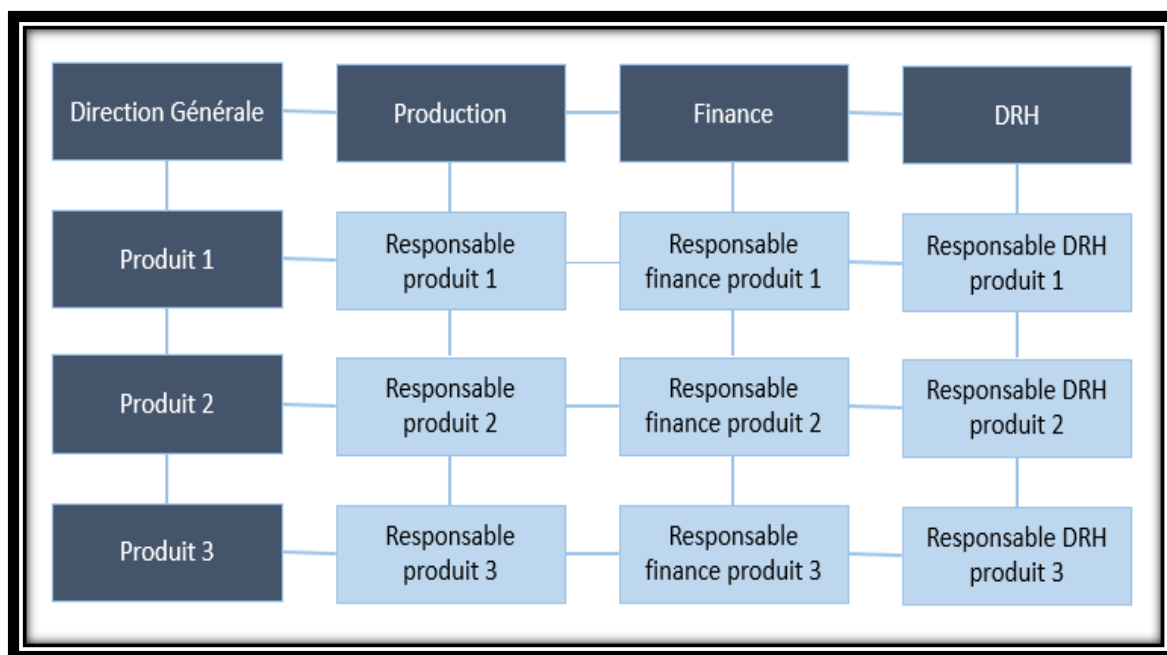 Direction Générale
Production
Finance
DRH
Produit 1
Responsable
produit 1
Responsable
finance produit 1
Responsable DRH
produit 1
Produit 2
Responsable
produit 2
Responsable
finance produit 2
Responsable DRH
produit 2
Produit 3
Responsable
produit 3
Responsable
finance produit 3
Responsable DRH
produit 3